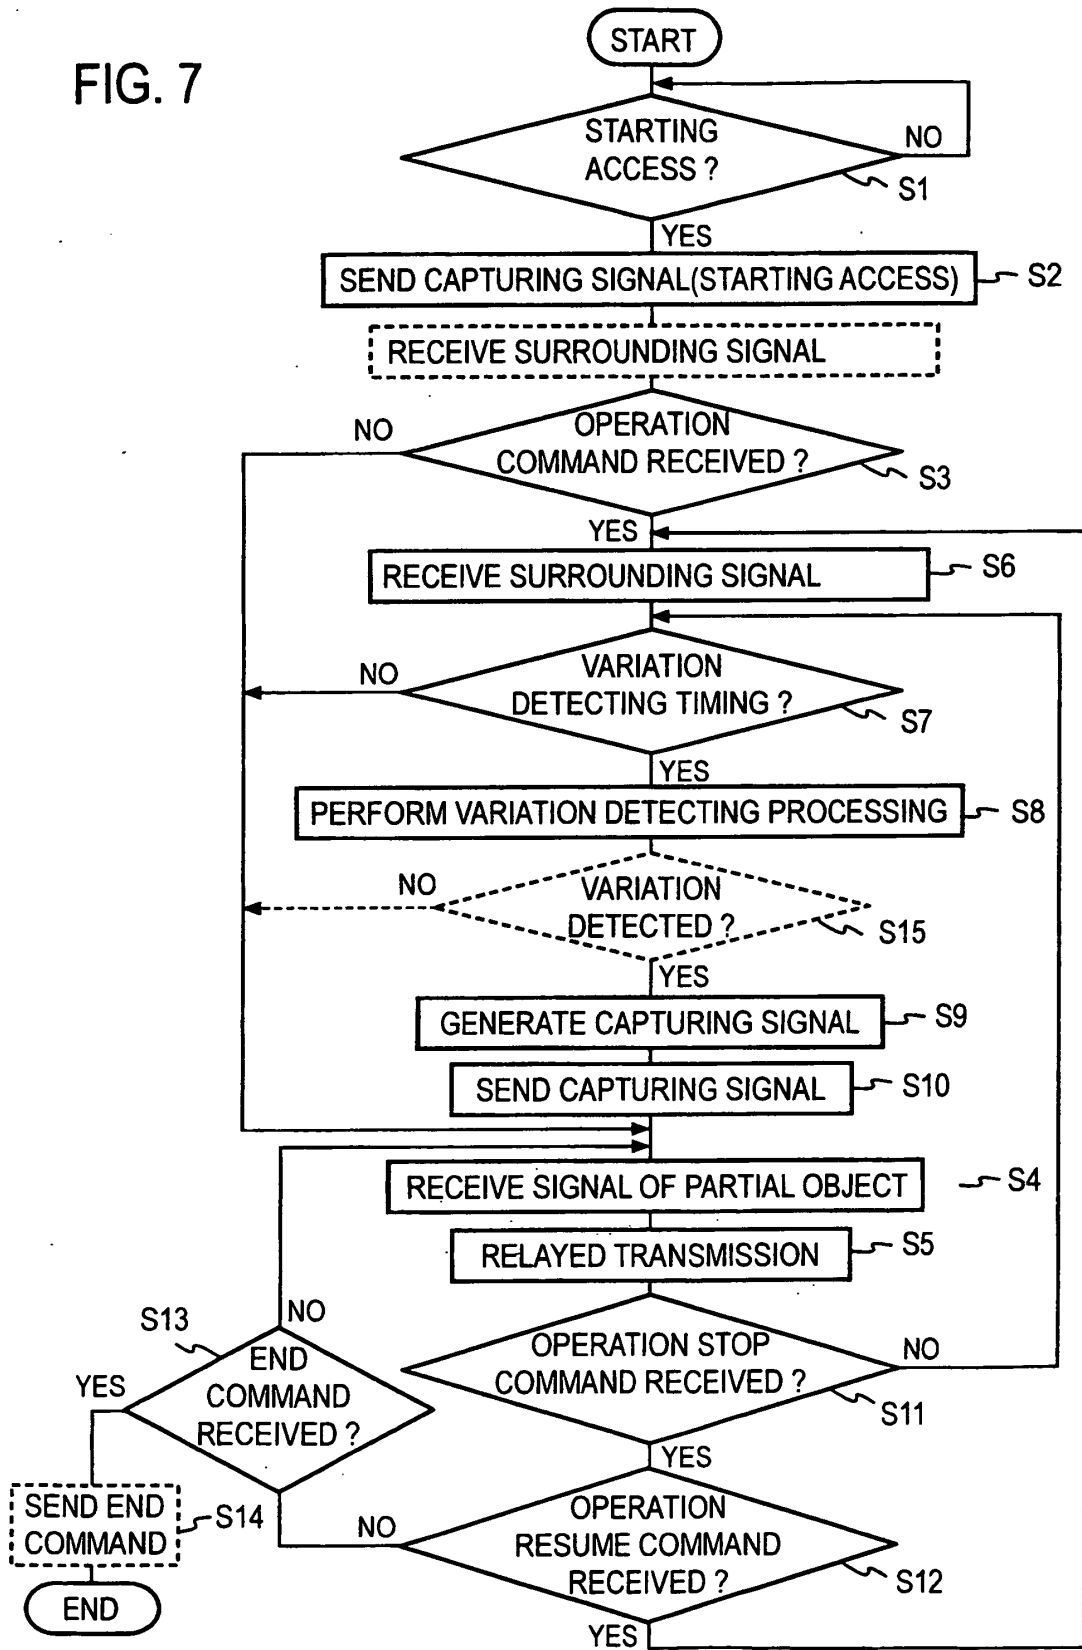 FIG. 7
START
STARTING
ACCESS ?
NO
S1
YES
SEND CAPTURING SIGNAL(STARTING ACCESS)
S2
RECEIVE SURROUNDING SIGNAL
NO
OPERATION
COMMAND RECEIVED ?
S3
YES
RECEIVE SURROUNDING SIGNAL
S6
NO
VARIATION
DETECTING TIMING ?
S7
YES
PERFORM VARIATION DETECTING PROCESSING
S8
NO
VARIATION
DETECTED ?
S15
YES
GENERATE CAPTURING SIGNAL
S9
SEND CAPTURING SIGNAL
S10
RECEIVE SIGNAL OF PARTIAL OBJECT
S4
RELAYED TRANSMISSION
S5
S13
NO
END
COMMAND
RECEIVED ?
YES
OPERATION STOP
COMMAND RECEIVED ?
NO
S11
YES
SEND END
COMMAND
S14
NO
OPERATION
RESUME COMMAND
RECEIVED ?
S12
END
YES